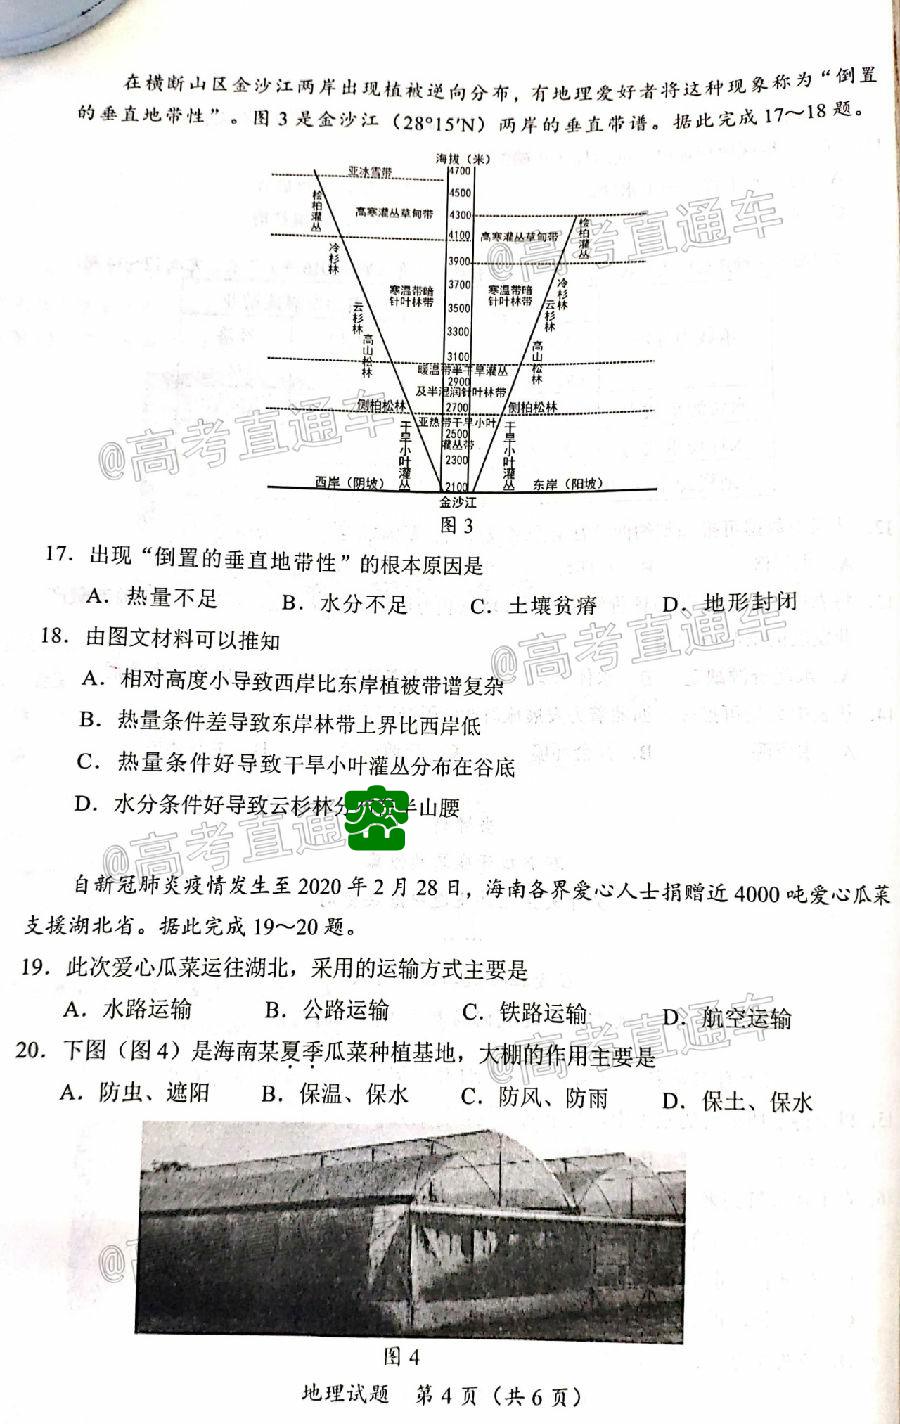 在横断山区金沙江两岸出现植被逆向分布，有地理爱好者将这种现象称为“倒置
的垂直地带性”。图3是金沙江（28°15′N）两岸的垂直带谱。据此完成17～18题。
海拔（米）
亚冰雪带
4700
4500
桧柏灌丛
高寒灌丛草甸带
4300
4100
高寒灌丛草甸带
桧柏灌丛
冷杉林
3900
寒温带暗
针叶林带
3700
寒温带暗
针叶林带
冷杉林
云杉林
3500
云杉林
3300
高山松林
3100
高山松林
暖温带半干旱灌丛
2900
及半湿润针叶林带
侧柏松林
2700
侧柏松林
亚热带干旱小叶
2500
灌丛带
干旱小叶灌丛
2300
干旱小叶灌丛
西岸（阴坡）
2100
东岸（阳坡）
金沙江
图3
17．出现“倒置的垂直地带性”的根本原因是
A．热量不足 B．水分不足 C．土壤贫瘠 D．地形封闭
18．由图文材料可以推知
A．相对高度小导致西岸比东岸植被带谱复杂
B．热量条件差导致东岸林带上界比西岸低
C．热量条件好导致干旱小叶灌丛分布在谷底
D．水分条件好导致云杉林分 半山腰
自新冠肺炎疫情发生至2020年2月28日，海南各界爱心人士捐赠近4000吨爱心瓜菜
支援湖北省。据此完成19～20题。
19．此次爱心瓜菜运往湖北，采用的运输方式主要是
A．水路运输 B．公路运输 C．铁路运输 D．航空运输
20．下图（图4）是海南某夏季瓜菜种植基地，大棚的作用主要是
A．防虫、遮阳 B．保温、保水 C．防风、防雨 D．保土、保水
图4
地理试题 第4页（共6页）
@高考直通车
@高考直通车
@高考直通车
@高考直通车
@高考直通车